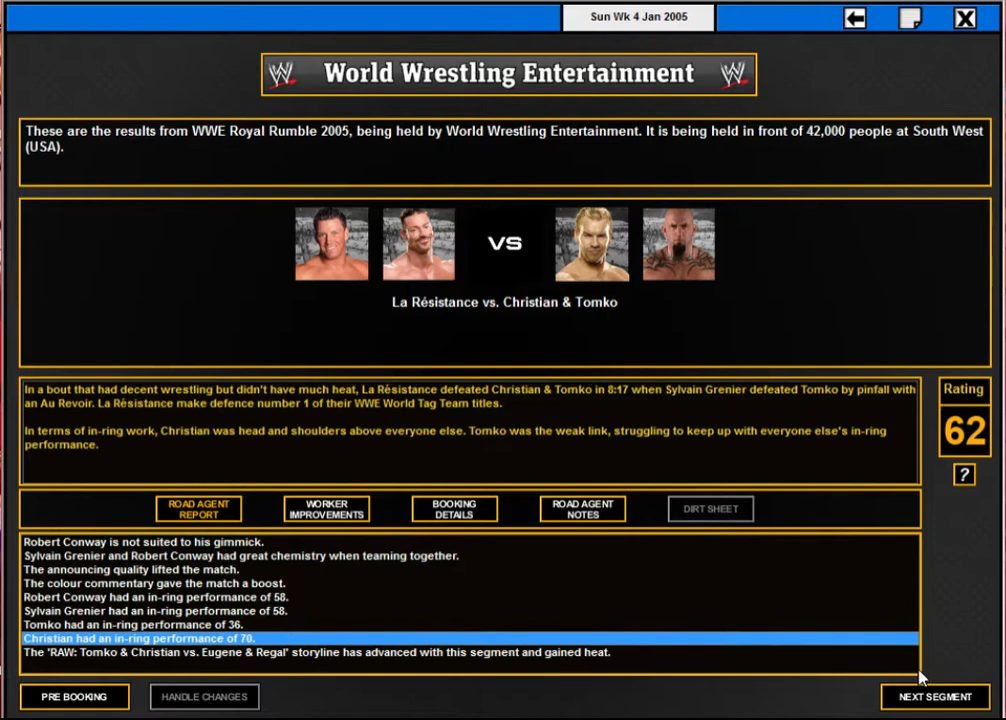 Sun Wk 4 Jan 2005
World Wrestling Entertainment
These are the results from WWE Royal Rumble 2005, being held by World Wrestling Entertainment. It is being held in front of 42,000 people at South West
(USA).
VS
La Résistance vs. Christian & Tomko
In a bout that had decent wrestling but didn't have much heat, La Résistance defeated Christian & Tomko in 8:17 when Sylvain Grenier defeated Tomko by pinfall with
an Au Revoir. La Résistance make defence number 1 of their WWE World Tag Team titles.
In terms of in-ring work, Christian was head and shoulders above everyone else. Tomko was the weak link, struggling to keep up with everyone else's in-ring
performance.
Rating
62
?
ROAD AGENT
REPORT
WORKER
IMPROVEMENTS
BOOKING
DETAILS
ROAD AGENT
NOTES
DIRT SHEET
Robert Conway is not suited to his gimmick.
Sylvain Grenier and Robert Conway had great chemistry when teaming together.
The announcing quality lifted the match.
The colour commentary gave the match a boost.
Robert Conway had an in-ring performance of 58.
Sylvain Grenier had an in-ring performance of 58.
Tomko had an in-ring performance of 36.
Christian had an in-ring performance of 70.
The 'RAW: Tomko & Christian vs. Eugene & Regal' storyline has advanced with this segment and gained heat.
PRE BOOKING
HANDLE CHANGES
NEXT SEGMENT